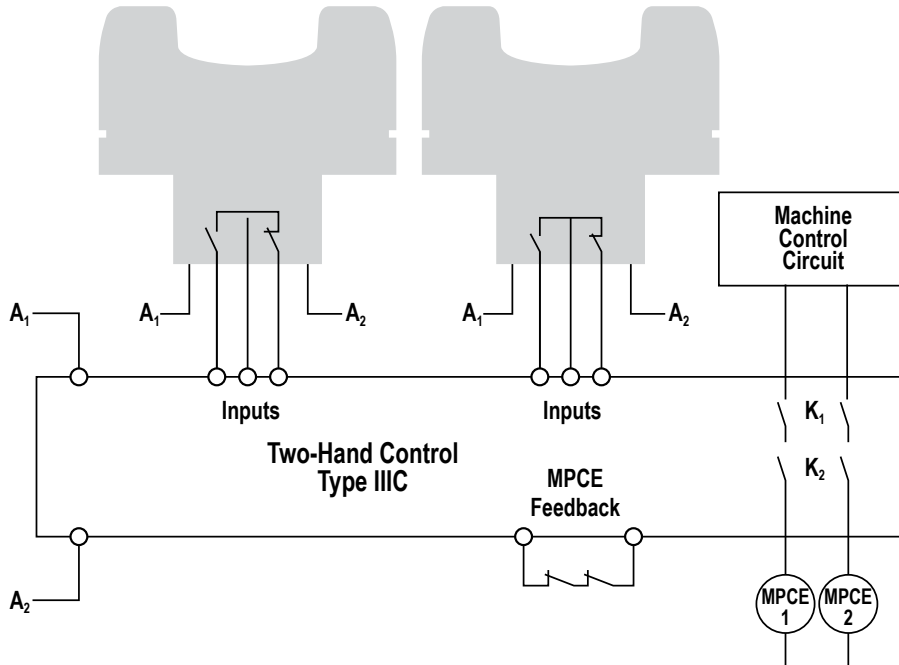 Machine
Control
Circuit
A₁
A₁
A₂
A₁
A₂
Inputs
Inputs
K₁
Two-Hand Control
Type IIIC
MPCE
Feedback
K₂
A₂
MPCE
1
MPCE
2